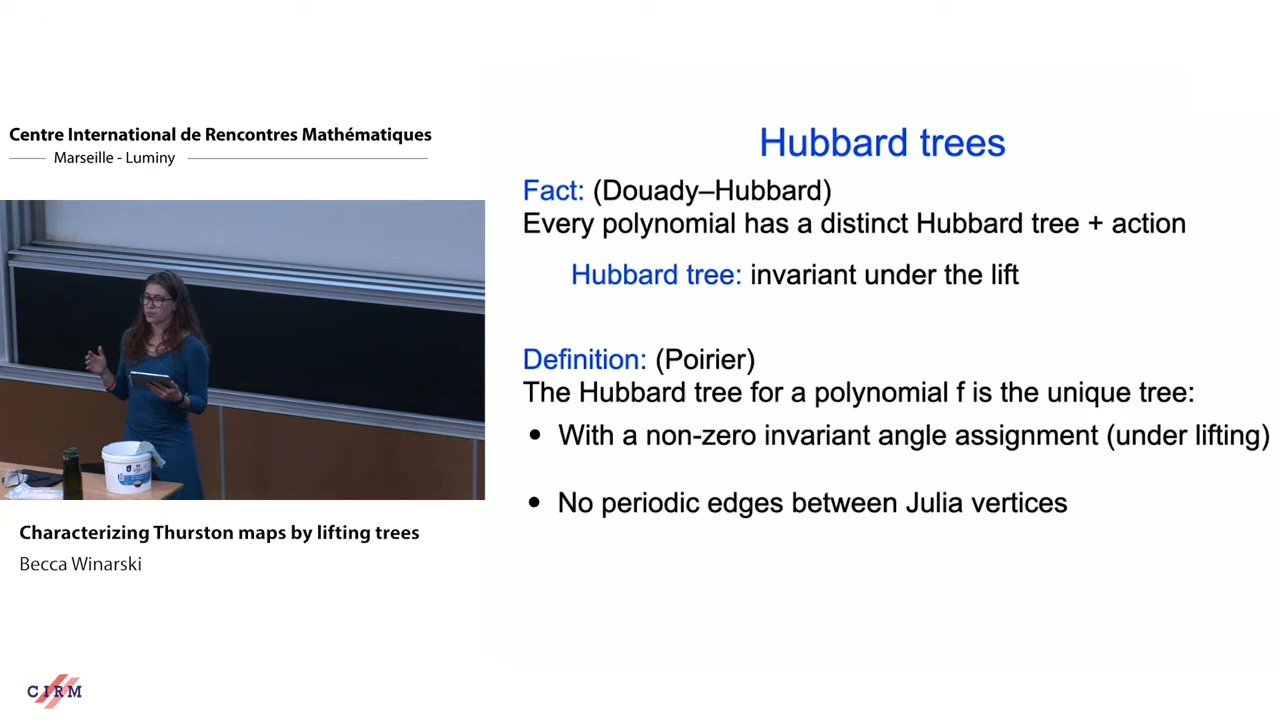 Centre International de Rencontres Mathématiques
Marseille - Luminy
Hubbard trees
Fact: (Douady–Hubbard)
Every polynomial has a distinct Hubbard tree + action
Hubbard tree: invariant under the lift
Definition: (Poirier)
The Hubbard tree for a polynomial f is the unique tree:
• With a non-zero invariant angle assignment (under lifting)
• No periodic edges between Julia vertices
Characterizing Thurston maps by lifting trees
Becca Winarski
CIRM